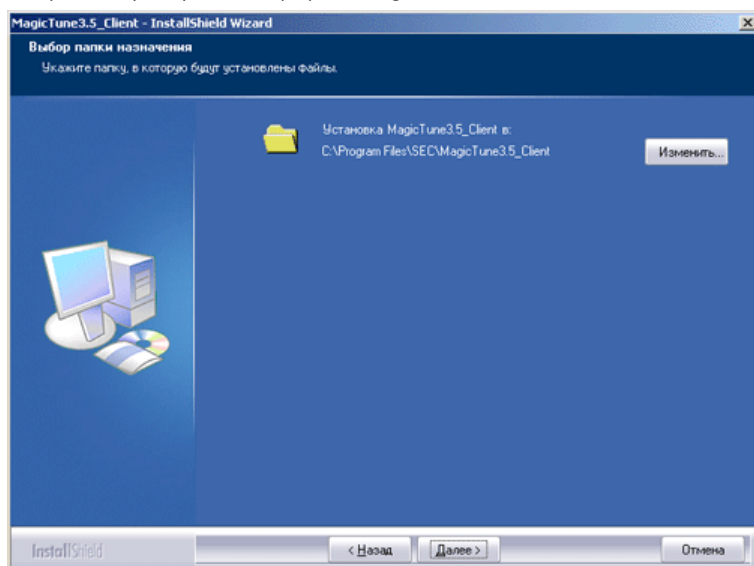 MagicTune3.5_Client - InstallShield Wizard
Выбор папки назначения
Укажите папку, в которую будут установлены файлы.
Установка MagicTune3.5_Client в:
C:\Program Files\SEC\MagicTune3.5_Client
Изменить...
InstallShield
< Назад
Далее >
Отмена